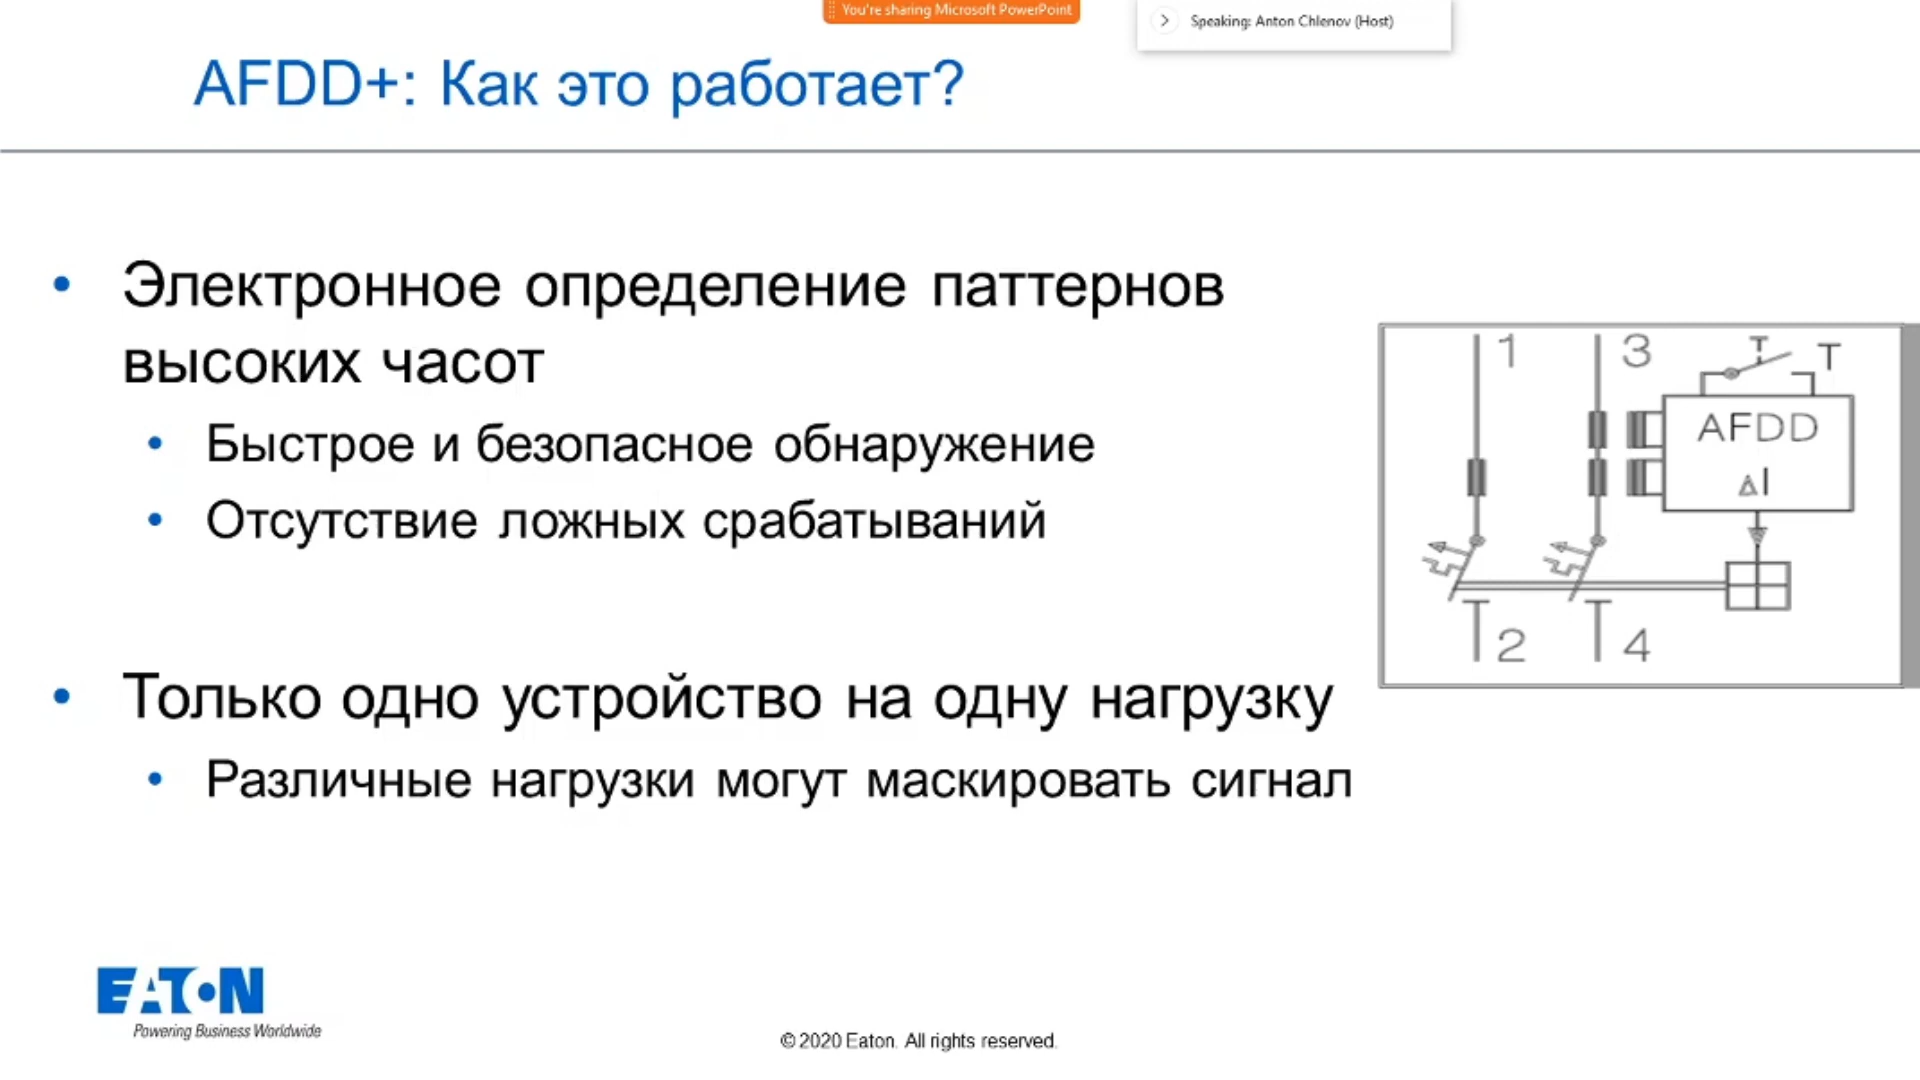 You're sharing Microsoft PowerPoint
Speaking: Anton Chlenov (Host)
AFDD+: Как это работает?
• Электронное определение паттернов
высоких часот
• Быстрое и безопасное обнаружение
• Отсутствие ложных срабатываний
• Только одно устройство на одну нагрузку
• Различные нагрузки могут маскировать сигнал
1 3 T T
AFDD
ΔI
2 4
EATON
Powering Business Worldwide
© 2020 Eaton. All rights reserved.